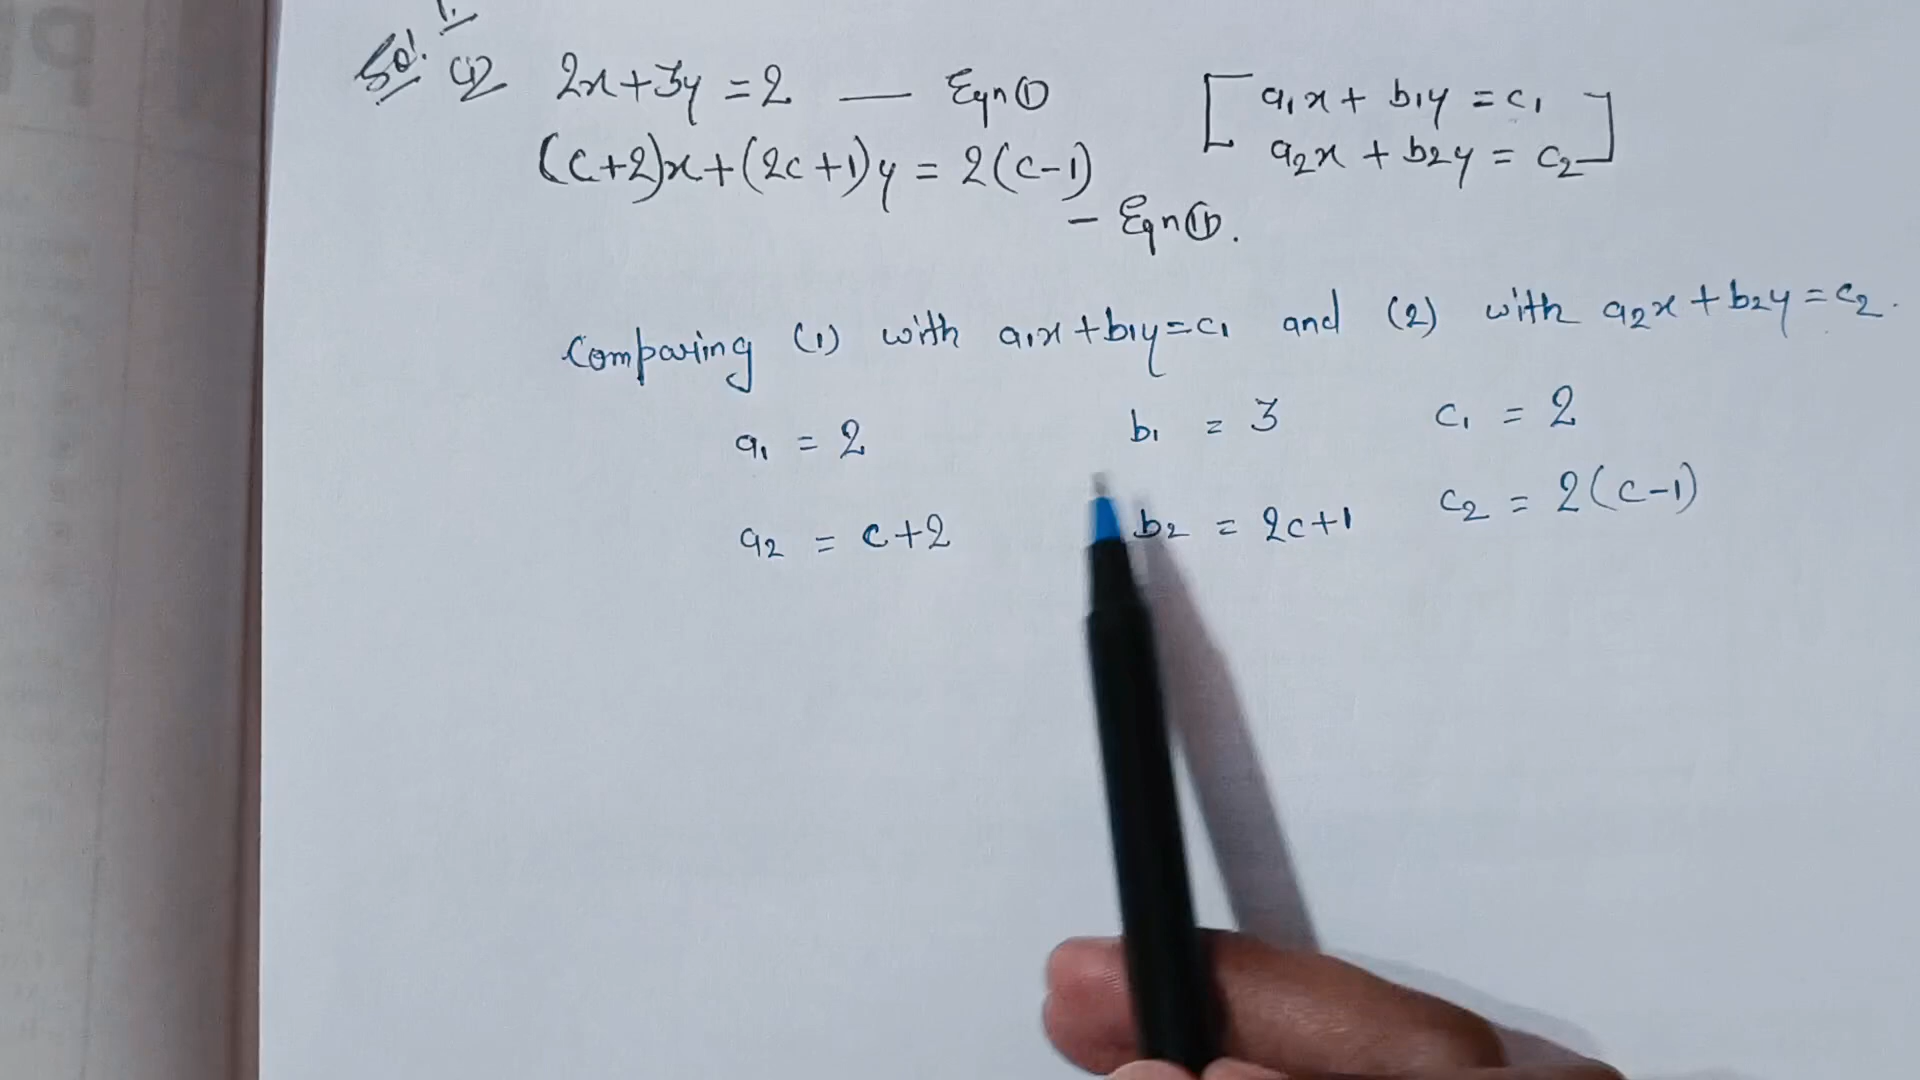 1.
Sol. (i) 2x+3y = 2 — Eqn (I)
(c+2)x+(2c+1)y = 2(c-1)
- Eqn (II).
[a₁x + b₁y = c₁
a₂x + b₂y = c₂]
Comparing (1) with a₁x+b₁y=c₁ and (2) with a₂x+b₂y=c₂.
a₁ = 2 b₁ = 3 c₁ = 2
a₂ = c+2 b₂ = 2c+1 c₂ = 2(c-1)